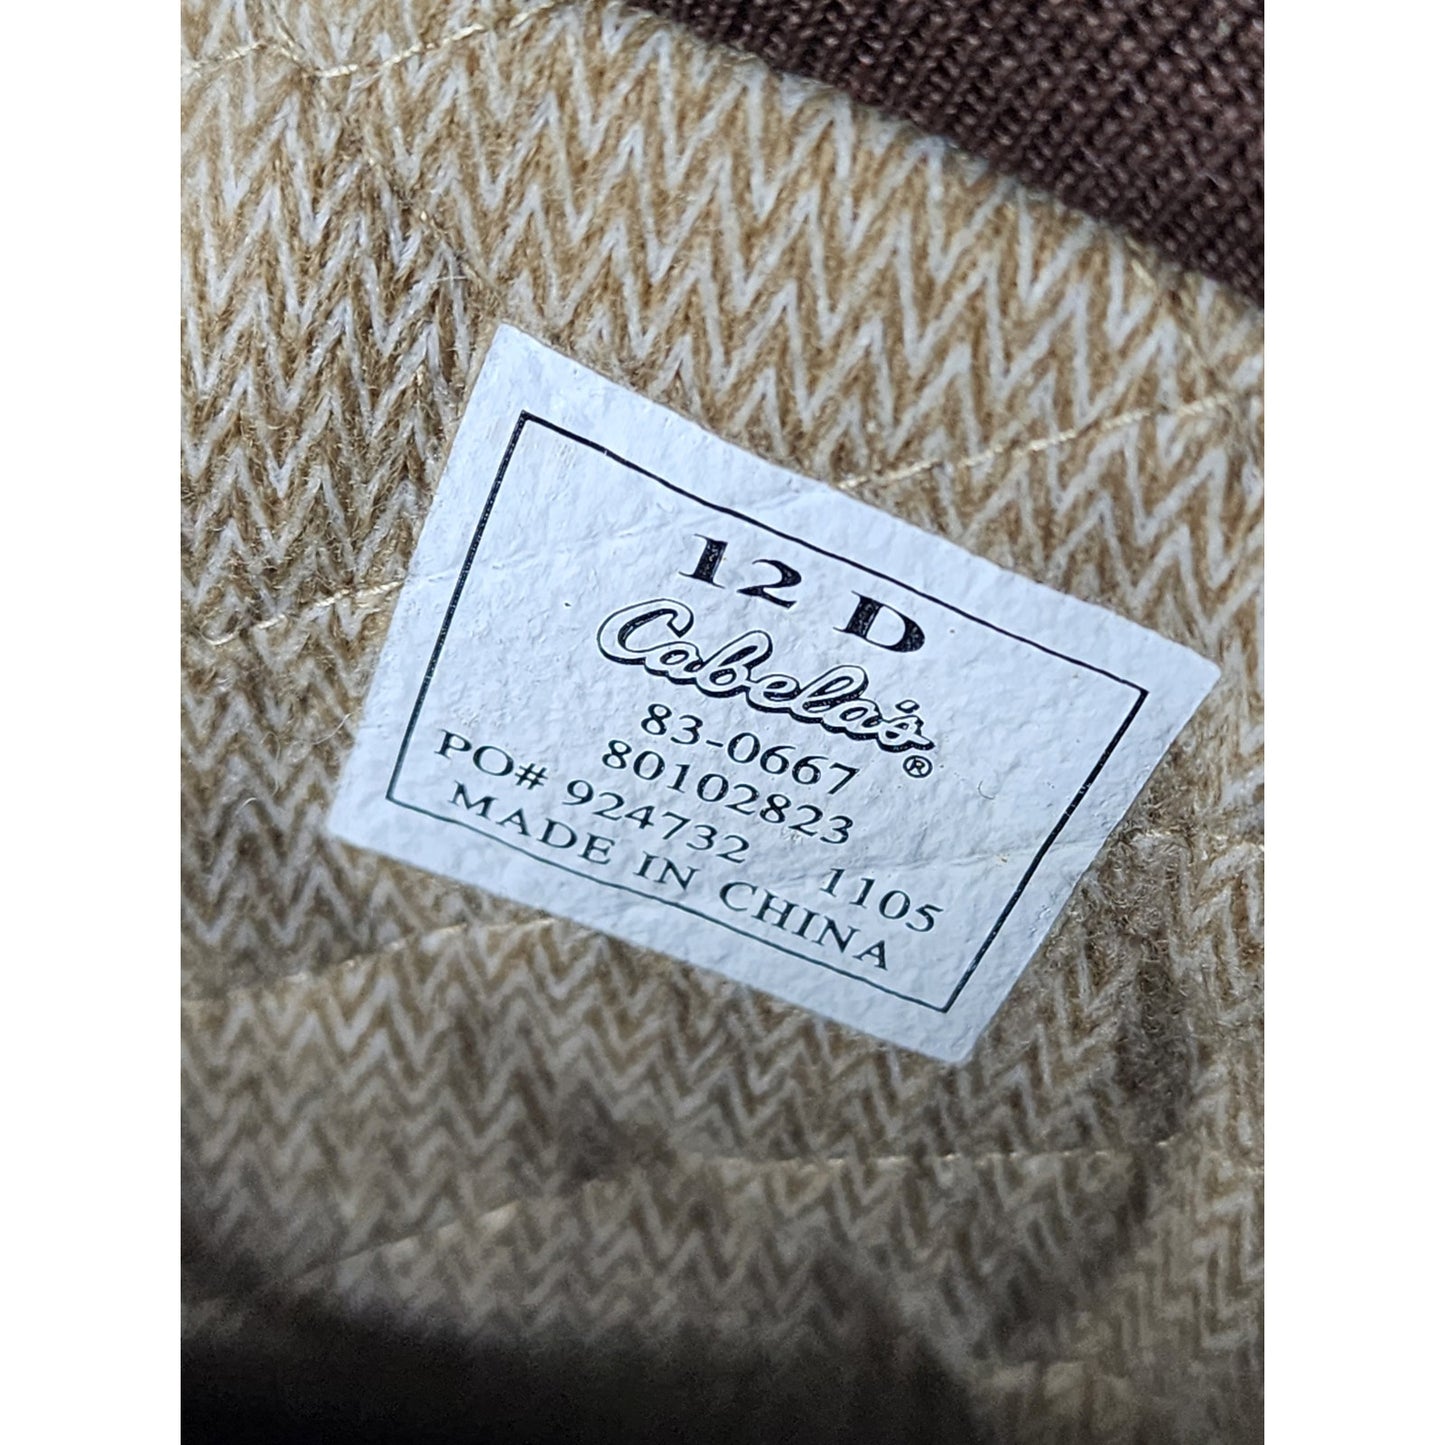 12 D
Cabela's®
83-0667
80102823
PO# 924732 1105
MADE IN CHINA